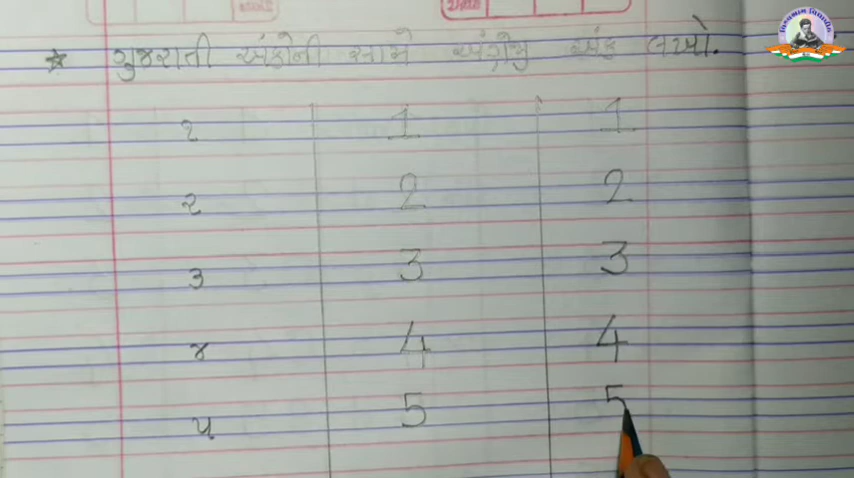 ★ ગુજરાતી અંકોની સામે અંગ્રેજી અંક લખો.
૧ 1 1
૨ 2 2
૩ 3 3
૪ 4 4
૫ 5 5